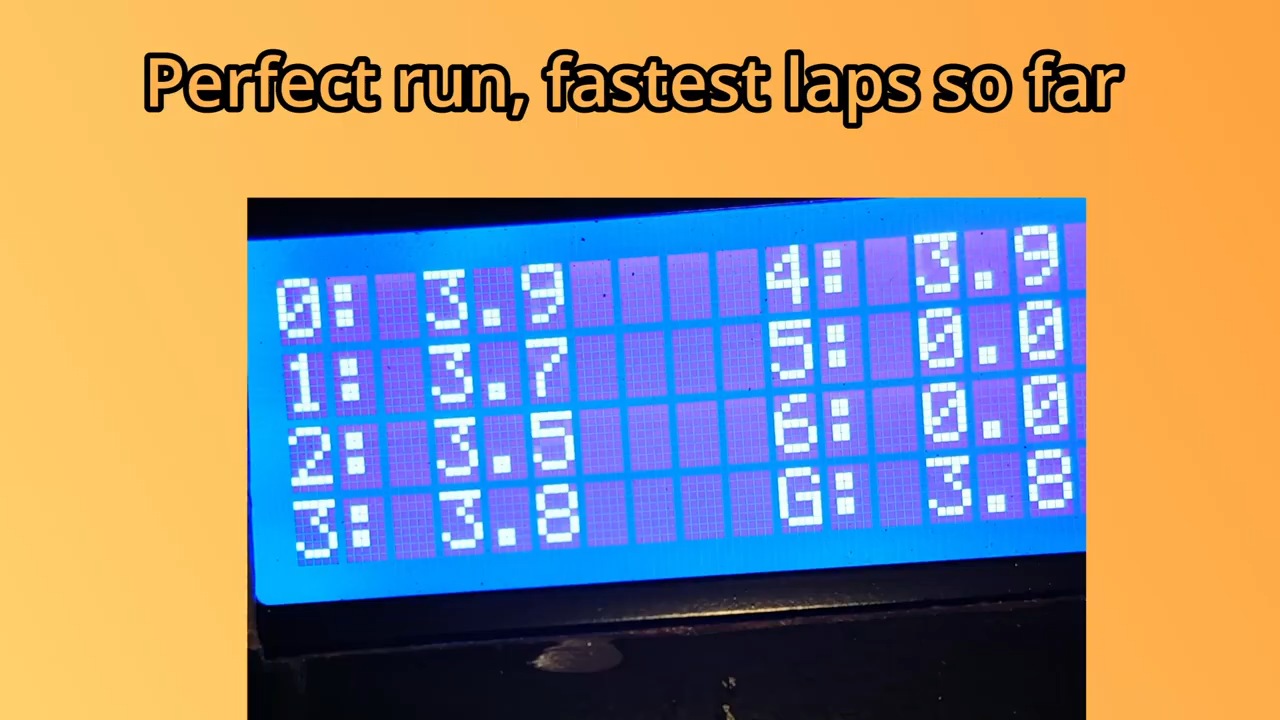 Perfect run, fastest laps so far
0: 3.9 4: 3.9
1: 3.7 5: 0.0
2: 3.5 6: 0.0
3: 3.8 G: 3.8